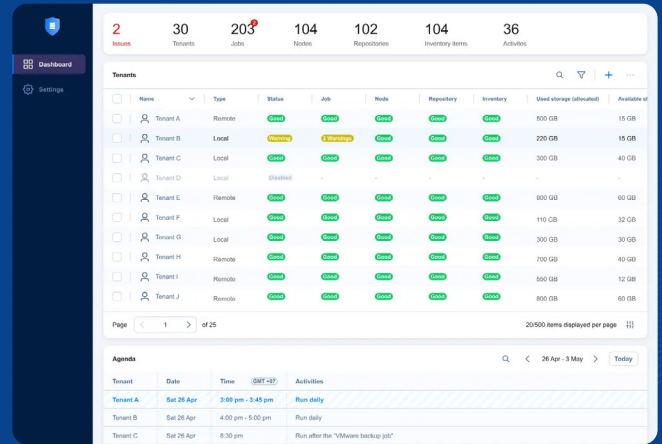 2 30 203 2 104 102 104 36
Issues Tenants Jobs Nodes Repositories Inventory items Activites
Dashboard
Settings
Tenants
Name Type Status Job Node Repository Inventory Used storage (allocated) Available st
Tenant A Remote Good Good Good Good Good 500 GB 15 GB
Tenant B Local Warning 2 Warnings Good Good Good 220 GB 15 GB
Tenant C Local Good Good Good Good Good 300 GB 40 GB
Tenant D Local Disabled - - - - - -
Tenant E Remote Good Good Good Good Good 800 GB 60 GB
Tenant F Local Good Good Good Good Good 110 GB 32 GB
Tenant G Local Good Good Good Good Good 300 GB 30 GB
Tenant H Remote Good Good Good Good Good 700 GB 40 GB
Tenant I Remote Good Good Good Good Good 550 GB 12 GB
Tenant J Remote Good Good Good Good Good 800 GB 60 GB
Page 1 of 25 20/500 items displayed per page
Agenda 26 Apr - 3 May Today
Tenant Date Time (GMT +07) Activities
Tenant A Sat 26 Apr 3:00 pm - 3:45 pm Run daily
Tenant B Sat 26 Apr 4:00 pm - 5:00 pm Run daily
Tenant C Sat 26 Apr 8:30 pm Run after the "VMware backup job"